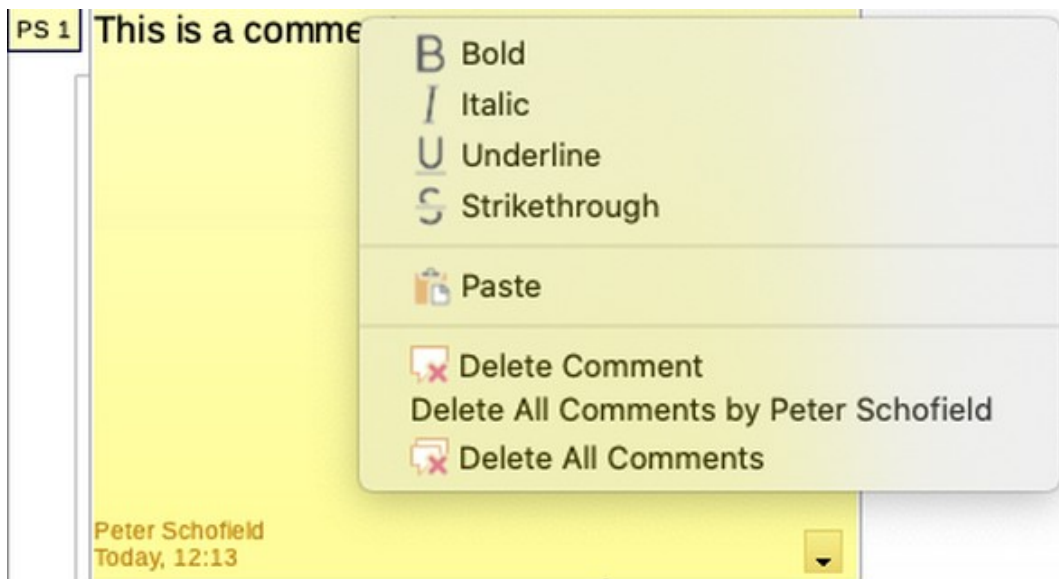 PS 1
This is a comme
B Bold
I Italic
U Underline
S Strikethrough
Paste
Delete Comment
Delete All Comments by Peter Schofield
Delete All Comments
Peter Schofield
Today, 12:13